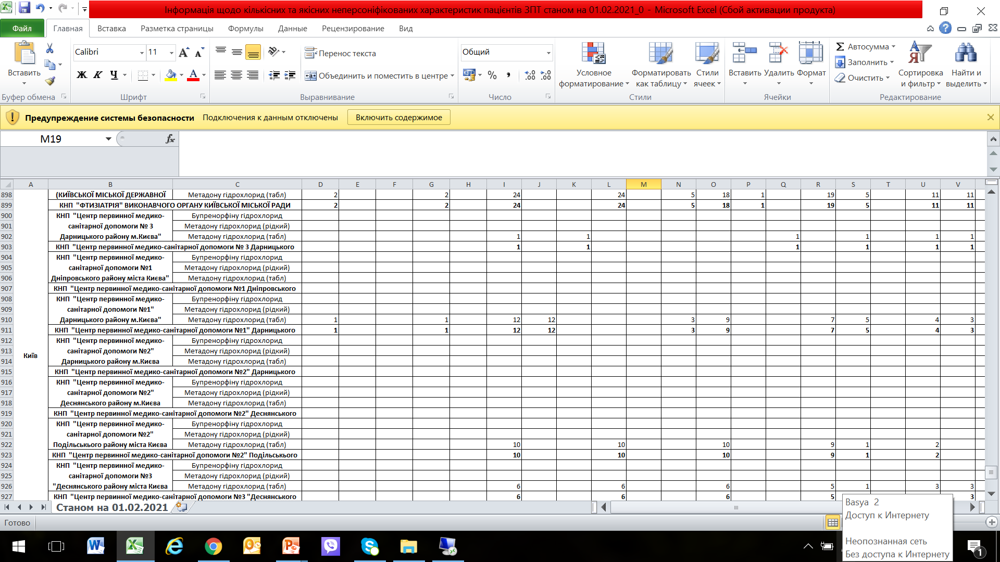 Інформація щодо кількісних та якісних неперсоніфікованих характеристик пацієнтів ЗПТ станом на 01.02.2021_0 - Microsoft Excel (Сбой активации продукта)
Файл Главная Вставка Разметка страницы Формулы Данные Рецензирование Вид
Calibri 11 Перенос текста Общий Автосумма
Вставить Условное форматирование Форматировать как таблицу Стили ячеек Вставить Удалить Формат Заполнить Сортировка и фильтр Найти и выделить
Ж К Ч Объединить и поместить в центре % Очистить
Буфер обмена Шрифт Выравнивание Число Стили Ячейки Редактирование
Предупреждение системы безопасности Подключения к данным отключены Включить содержимое
M19 fx
A B C D E F G H I J K L M N O P Q R S T U V
898 (КИЇВСЬКОЇ МІСЬКОЇ ДЕРЖАВНОЇ Метадону гідрохлорид (табл) 2 2 24 24 5 18 1 19 5 11 11
899 КНП "ФТИЗІАТРІЯ" ВИКОНАВЧОГО ОРГАНУ КИЇВСЬКОЇ МІСЬКОЇ РАДИ 2 2 24 24 5 18 1 19 5 11 11
900 КНП "Центр первинної медико- Бупренорфіну гідрохлорид
901 санітарної допомоги № 3 Метадону гідрохлорид (рідкий)
902 Дарницького району м.Києва" Метадону гідрохлорид (табл) 1 1 1 1 1 1
903 КНП "Центр первинної медико-санітарної допомоги № 3 Дарницького 1 1 1 1 1 1
904 КНП "Центр первинної медико- Бупренорфіну гідрохлорид
905 санітарної допомоги №1 Метадону гідрохлорид (рідкий)
906 Дніпровського району міста Києва" Метадону гідрохлорид (табл)
907 КНП "Центр первинної медико-санітарної допомоги №1 Дніпровського
908 КНП "Центр первинної медико- Бупренорфіну гідрохлорид
909 санітарної допомоги №1" Метадону гідрохлорид (рідкий)
910 Дарницького району м.Києва" Метадону гідрохлорид (табл) 1 1 12 12 3 9 7 5 4 3
911 КНП "Центр первинної медико-санітарної допомоги №1" Дарницького 1 1 12 12 3 9 7 5 4 3
912 КНП "Центр первинної медико- Бупренорфіну гідрохлорид
913 санітарної допомоги №2" Метадону гідрохлорид (рідкий)
Київ
914 Дарницького району м.Києва Метадону гідрохлорид (табл)
915 КНП "Центр первинної медико-санітарної допомоги №2" Дарницького
916 КНП "Центр первинної медико- Бупренорфіну гідрохлорид
917 санітарної допомоги №2" Метадону гідрохлорид (рідкий)
918 Деснянського району м.Києва Метадону гідрохлорид (табл)
919 КНП "Центр первинної медико-санітарної допомоги №2" Деснянського
920 КНП "Центр первинної медико- Бупренорфіну гідрохлорид
921 санітарної допомоги №2" Метадону гідрохлорид (рідкий)
922 Подільського району міста Києва Метадону гідрохлорид (табл) 10 10 10 9 1 2
923 КНП "Центр первинної медико-санітарної допомоги №2" Подільського 10 10 10 9 1 2
924 КНП "Центр первинної медико- Бупренорфіну гідрохлорид
925 санітарної допомоги №3 Метадону гідрохлорид (рідкий)
926 "Деснянського району міста Києва Метадону гідрохлорид (табл) 6 6 6 5 1 3 3
927 КНП "Центр первинної медико-санітарної допомоги №3 "Деснянського 6 6 6 5 3
Станом на 01.02.2021
Готово
Basya 2
Доступ к Интернету
Неопознанная сеть
Без доступа к Интернету
1